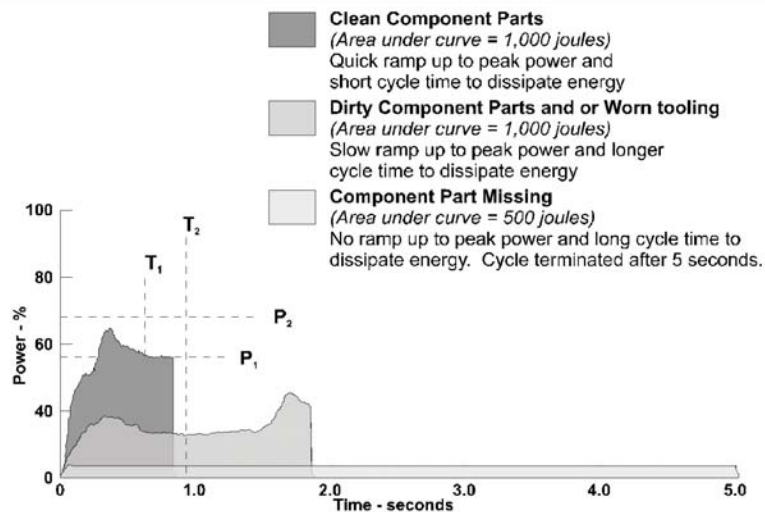 Clean Component Parts
(Area under curve = 1,000 joules)
Quick ramp up to peak power and
short cycle time to dissipate energy
Dirty Component Parts and or Worn tooling
(Area under curve = 1,000 joules)
Slow ramp up to peak power and longer
cycle time to dissipate energy
Component Part Missing
(Area under curve = 500 joules)
No ramp up to peak power and long cycle time to
dissipate energy. Cycle terminated after 5 seconds.
100
80
60
40
20
0
Power - %
T₁
T₂
P₂
P₁
0
1.0
2.0
3.0
4.0
5.0
Time - seconds